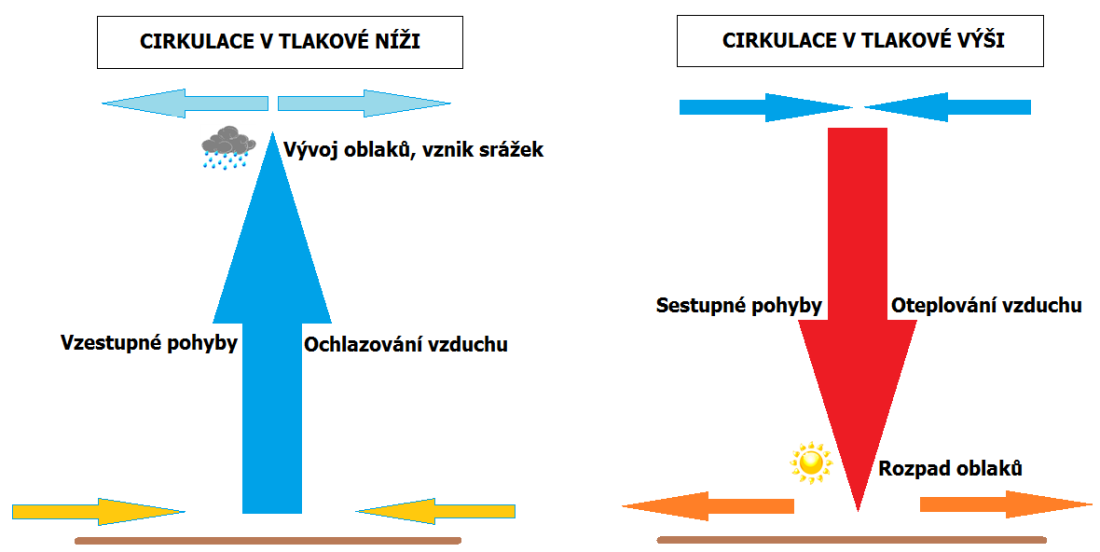 CIRKULACE V TLAKOVÉ NÍŽI
Vývoj oblaků, vznik srážek
Vzestupné pohyby
Ochlazování vzduchu
CIRKULACE V TLAKOVÉ VÝŠI
Sestupné pohyby
Oteplování vzduchu
Rozpad oblaků